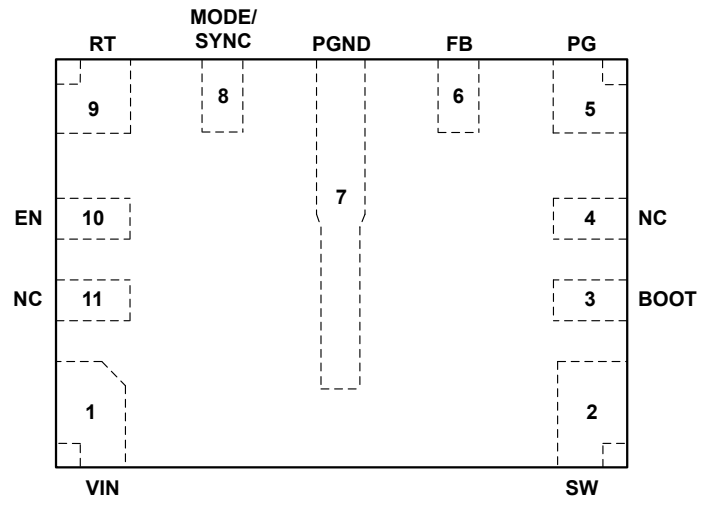 MODE/
RT SYNC PGND FB PG
9 8 6 5
7
EN 10 4 NC
NC 11 3 BOOT
1 2
VIN SW